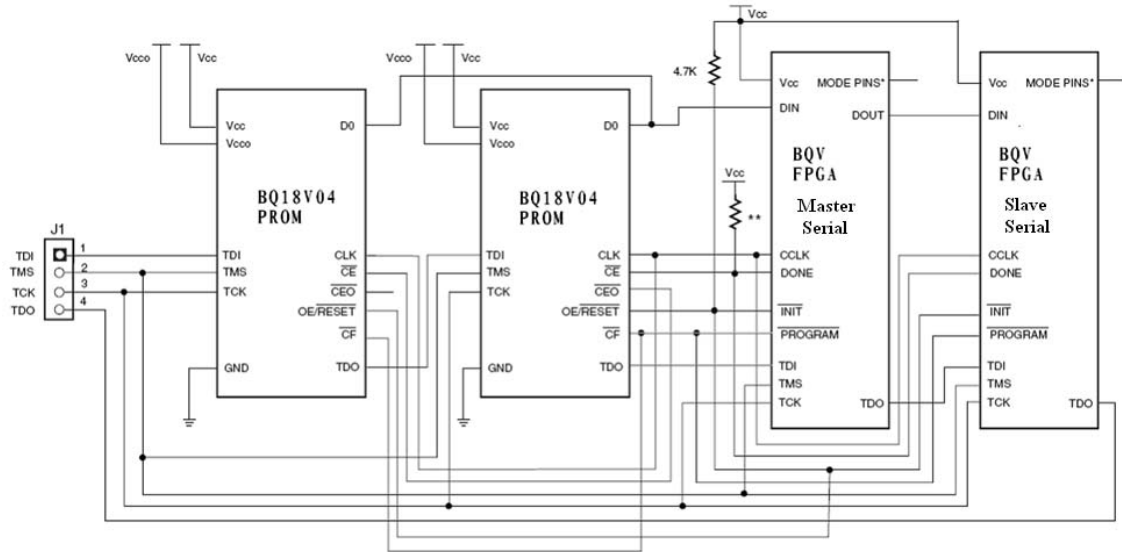 Vcc
Vcco
Vcc
Vcco
Vcc
4.7K
Vcc
**
J1
TDI 1
TMS 2
TCK 3
TDO 4
Vcc
Vcco
D0
BQ18V04
PROM
TDI
TMS
TCK
CLK
CE
CEO
OE/RESET
CF
GND
TDO
Vcc
Vcco
D0
BQ18V04
PROM
TDI
TMS
TCK
CLK
CE
CEO
OE/RESET
CF
GND
TDO
Vcc
MODE PINS*
DIN
DOUT
BQV
FPGA
Master
Serial
CCLK
DONE
INIT
PROGRAM
TDI
TMS
TCK
TDO
Vcc
MODE PINS*
DIN
BQV
FPGA
Slave
Serial
CCLK
DONE
INIT
PROGRAM
TDI
TMS
TCK
TDO